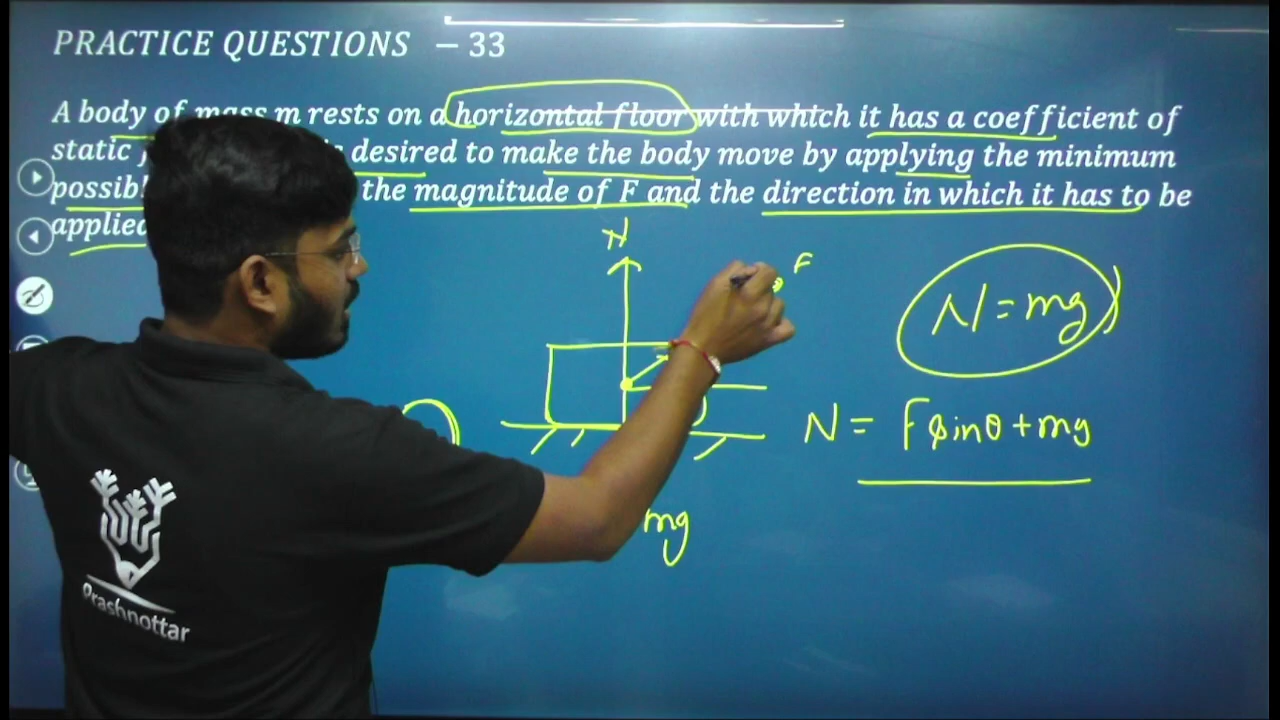 PRACTICE QUESTIONS – 33
A body of mass m rests on a horizontal floor with which it has a coefficient of
static desired to make the body move by applying the minimum
the magnitude of F and the direction in which it has to be
applied
N
F
N = mg
N = Fsinθ + mg
mg
Prashnottar